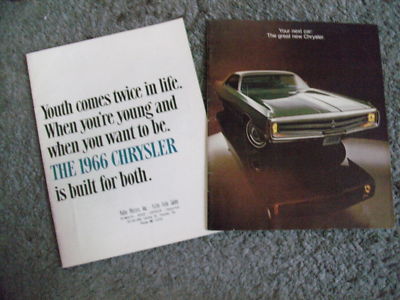 Youth comes twice in life.
When you're young and
when you want to be.
THE 1966 CHRYSLER
is built for both.
Your next car:
The great new Chrysler.